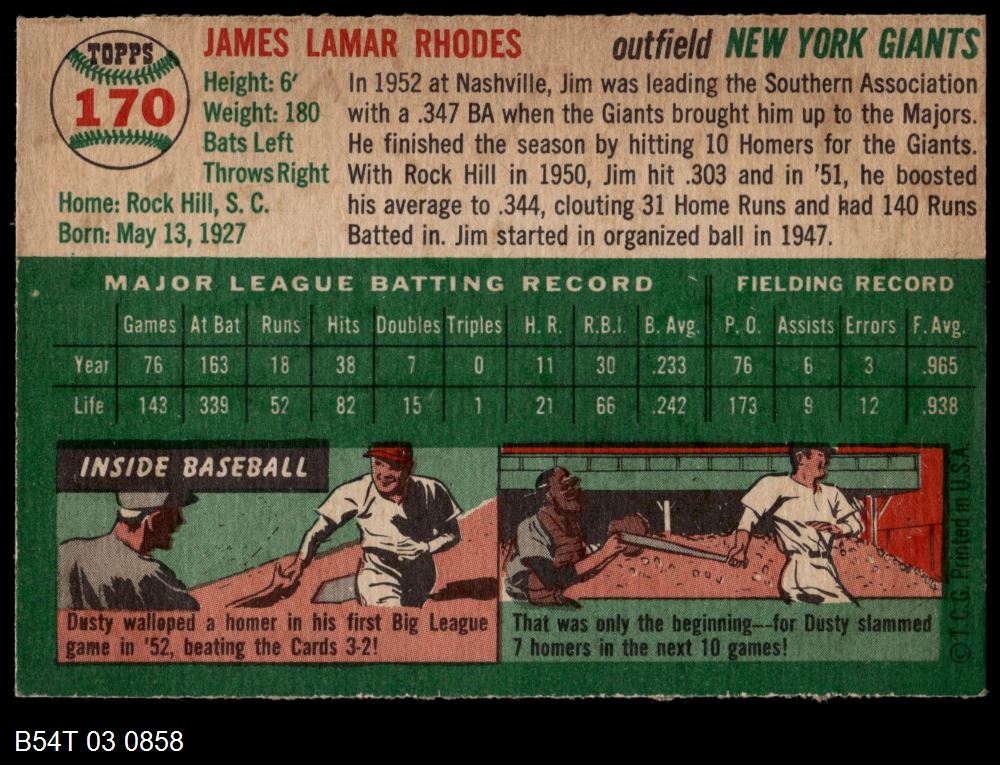 TOPPS
170
JAMES LAMAR RHODES outfield NEW YORK GIANTS
Height: 6'
Weight: 180
Bats Left
Throws Right
Home: Rock Hill, S. C.
Born: May 13, 1927
In 1952 at Nashville, Jim was leading the Southern Association
with a .347 BA when the Giants brought him up to the Majors.
He finished the season by hitting 10 Homers for the Giants.
With Rock Hill in 1950, Jim hit .303 and in '51, he boosted
his average to .344, clouting 31 Home Runs and had 140 Runs
Batted in. Jim started in organized ball in 1947.
MAJOR LEAGUE BATTING RECORD FIELDING RECORD
Games At Bat Runs Hits Doubles Triples H. R. R.B.I. B. Avg. P. O. Assists Errors F. Avg.
Year 76 163 18 38 7 0 11 30 .233 76 6 3 .965
Life 143 339 52 82 15 1 21 66 .242 173 9 12 .938
INSIDE BASEBALL
Dusty walloped a homer in his first Big League
game in '52, beating the Cards 3-2!
That was only the beginning—for Dusty slammed
7 homers in the next 10 games!
© T.C.G. Printed in U.S.A.
B54T 03 0858